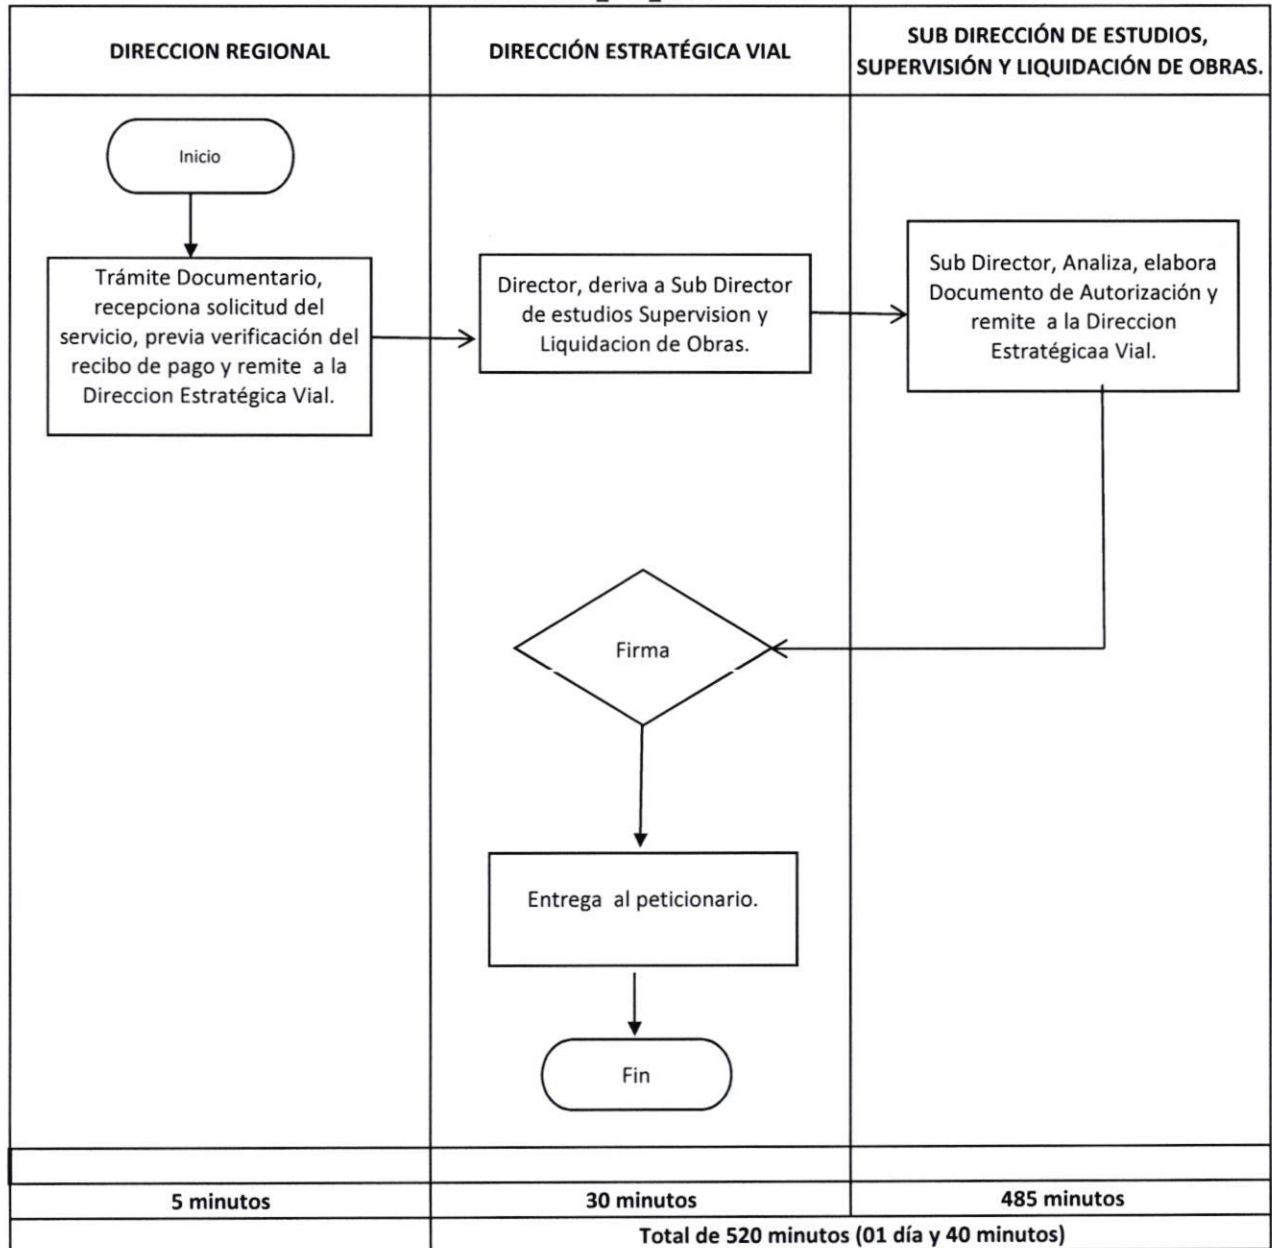 DIRECCION REGIONAL
DIRECCIÓN ESTRATÉGICA VIAL
SUB DIRECCIÓN DE ESTUDIOS,
SUPERVISIÓN Y LIQUIDACIÓN DE OBRAS.
Inicio
Trámite Documentario,
recepciona solicitud del
servicio, previa verificación del
recibo de pago y remite a la
Direccion Estratégica Vial.
Director, deriva a Sub Director
de estudios Supervision y
Liquidacion de Obras.
Sub Director, Analiza, elabora
Documento de Autorización y
remite a la Direccion
Estratégicaa Vial.
Firma
Entrega al peticionario.
Fin
5 minutos
30 minutos
485 minutos
Total de 520 minutos (01 día y 40 minutos)